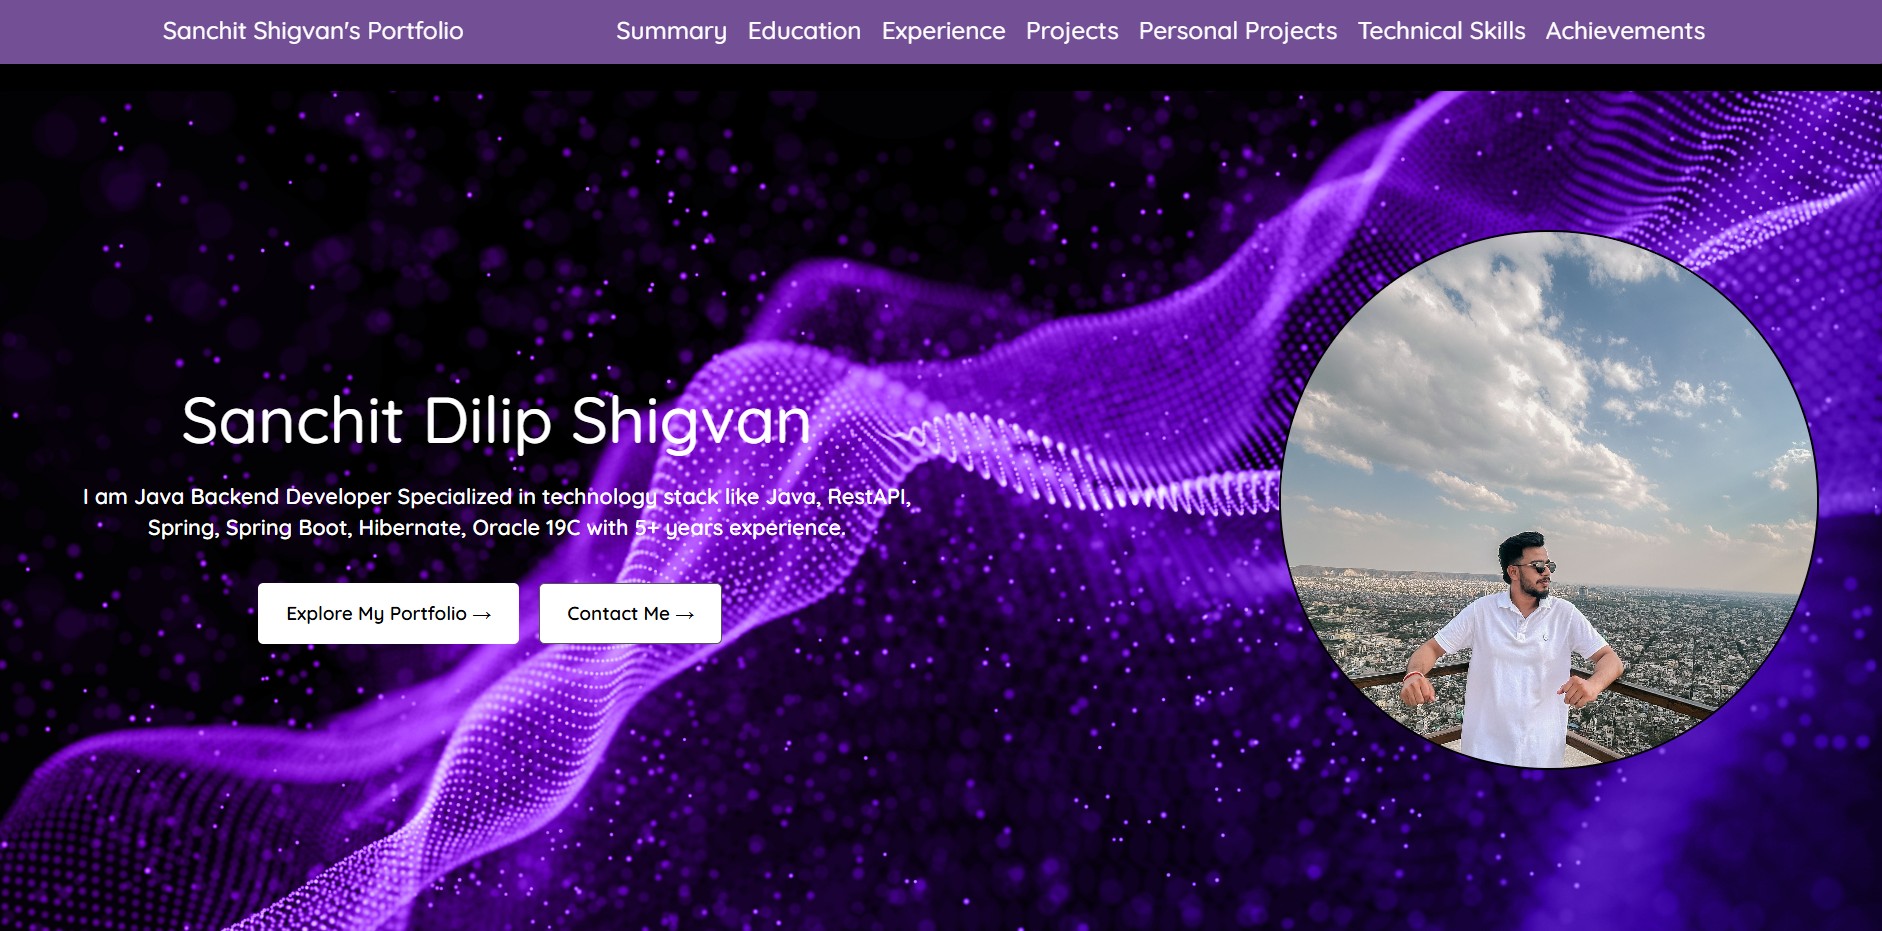 Sanchit Shigvan's Portfolio
Summary Education Experience Projects Personal Projects Technical Skills Achievements
Sanchit Dilip Shigvan
I am Java Backend Developer Specialized in technology stack like Java, RestAPI,
Spring, Spring Boot, Hibernate, Oracle 19C with 5+ years experience.
Explore My Portfolio →
Contact Me →